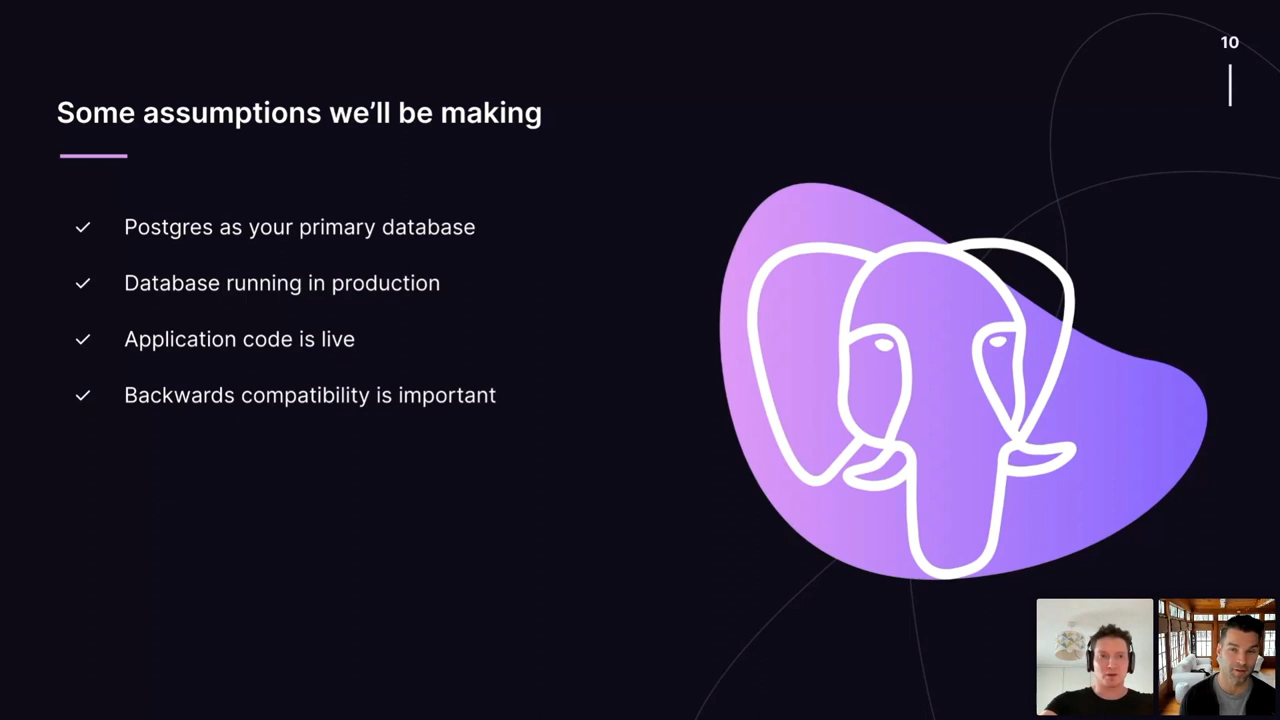 10
Some assumptions we’ll be making
Postgres as your primary database
Database running in production
Application code is live
Backwards compatibility is important